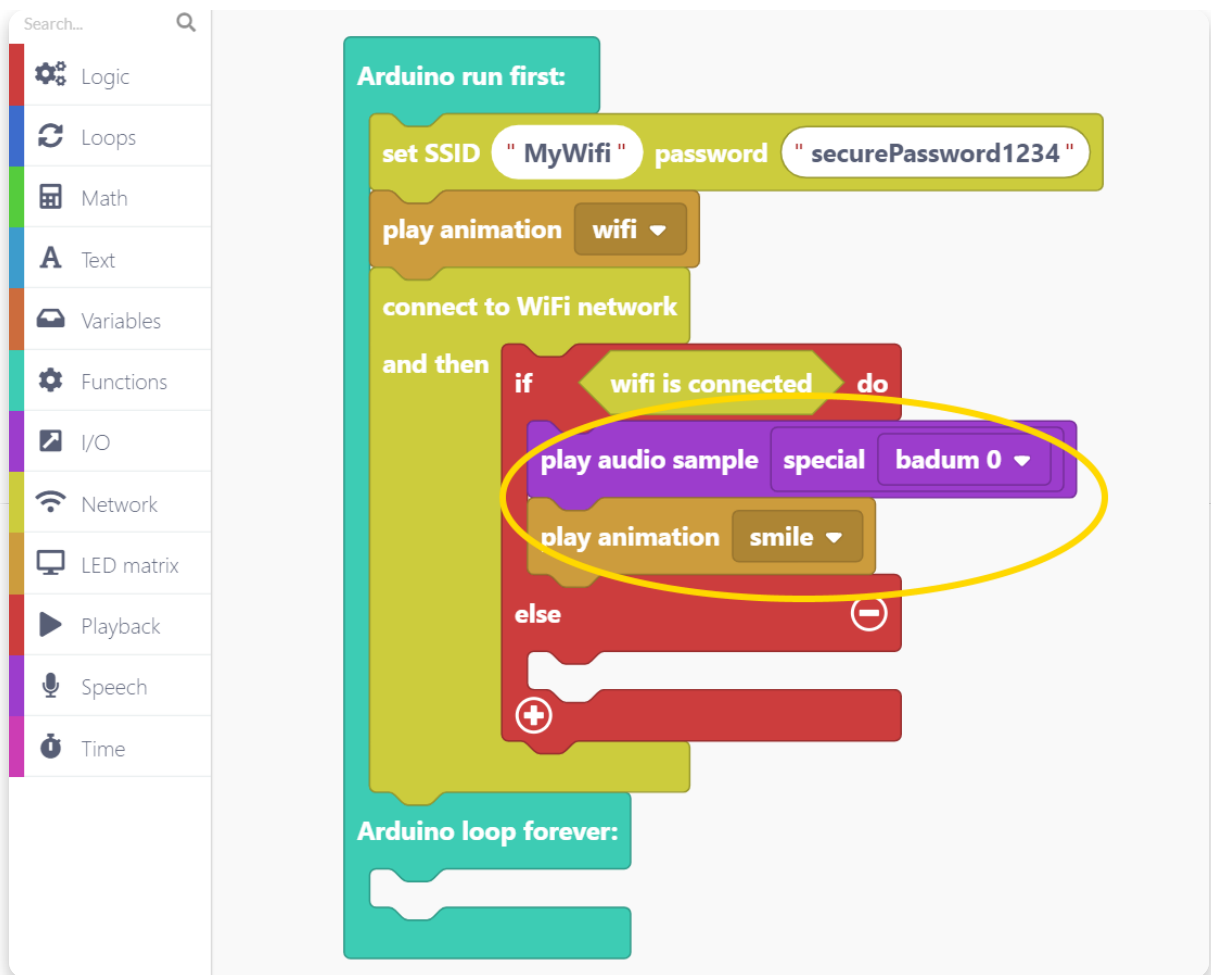 Search...
Logic
Loops
Math
A Text
Variables
Functions
I/O
Network
LED matrix
Playback
Speech
Time
Arduino run first:
set SSID " MyWifi " password " securePassword1234 "
play animation wifi
connect to WiFi network
and then
if wifi is connected do
play audio sample special badum 0
play animation smile
else
Arduino loop forever: